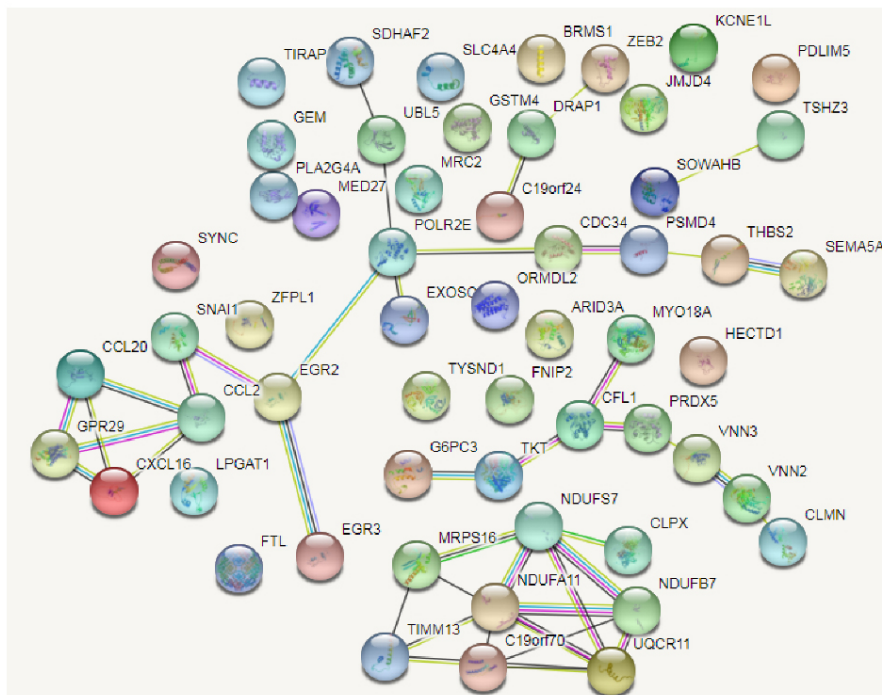 KCNE1L
BRMS1
SDHAF2
SLC4A4
ZEB2
PDLIM5
TIRAP
JMJD4
GSTM4
DRAP1
TSHZ3
UBL5
GEM
MRC2
SOWAHB
PLA2G4A
MED27
C19orf24
POLR2E
CDC34
PSMD4
THBS2
SYNC
SEMA5A
ORMDL2
EXOSC
ZFPL1
SNAI1
ARID3A
MYO18A
HECTD1
CCL20
EGR2
CCL2
TYSND1
FNIP2
CFL1
PRDX5
GPR29
VNN3
G6PC3
TKT
CXCL16
LPGAT1
VNN2
NDUFS7
CLMN
CLPX
EGR3
FTL
MRPS16
NDUFA11
NDUFB7
TIMM13
C19orf70
UQCR11